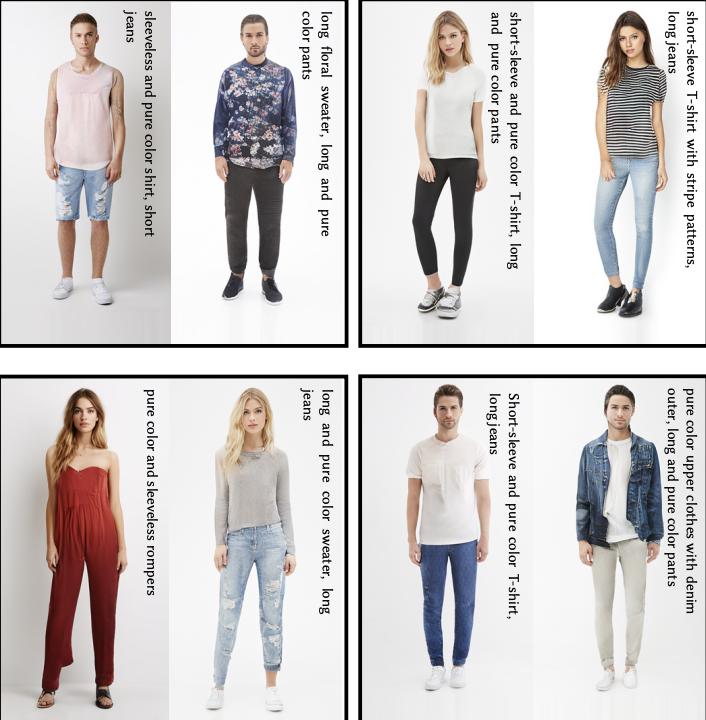 sleeveless and pure color shirt, short
jeans
long floral sweater, long and pure
color pants
short-sleeve and pure color T-shirt, long
and pure color pants
short-sleeve T-shirt with stripe patterns,
long jeans
pure color and sleeveless rompers
long and pure color sweater, long
jeans
Short-sleeve and pure color T-shirt,
long jeans
pure color upper clothes with denim
outer, long and pure color pants